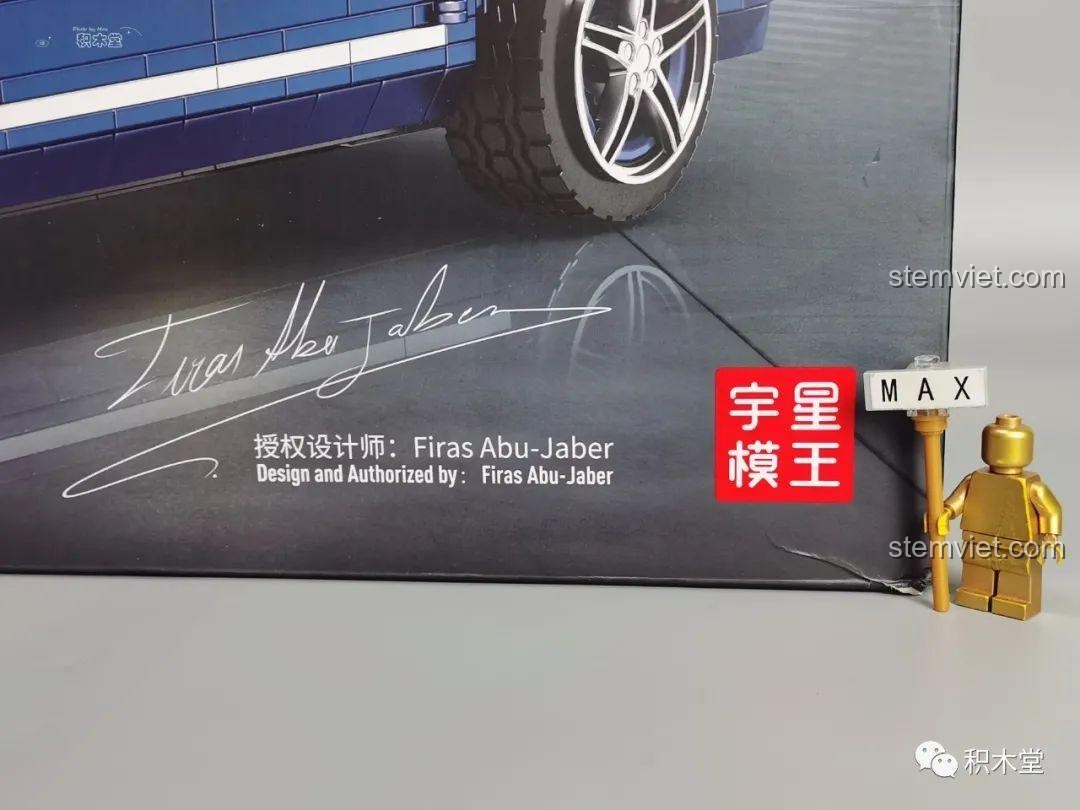 Photo by Max
积木堂
stemviet.com
Firas Abu Jaber
MAX
宇星
模王
授权设计师：Firas Abu-Jaber
Design and Authorized by: Firas Abu-Jaber
stemviet.com
积木堂